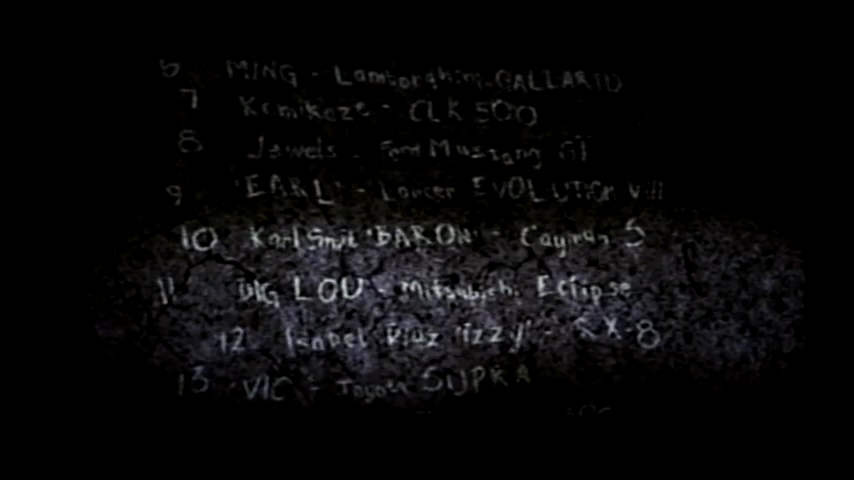 6 MING - Lamborghini GALLARDO
7 Kamikaze - CLK 500
8 Jewels - Ford Mustang GT
9 'EARL' - Lancer EVOLUTION VIII
10 Karl Smit 'BARON' - Cayman S
11 BIG LOU - Mitsubishi Eclipse
12 Isabel Diaz 'izzy' - RX-8
13 VIC - Toyota SUPRA